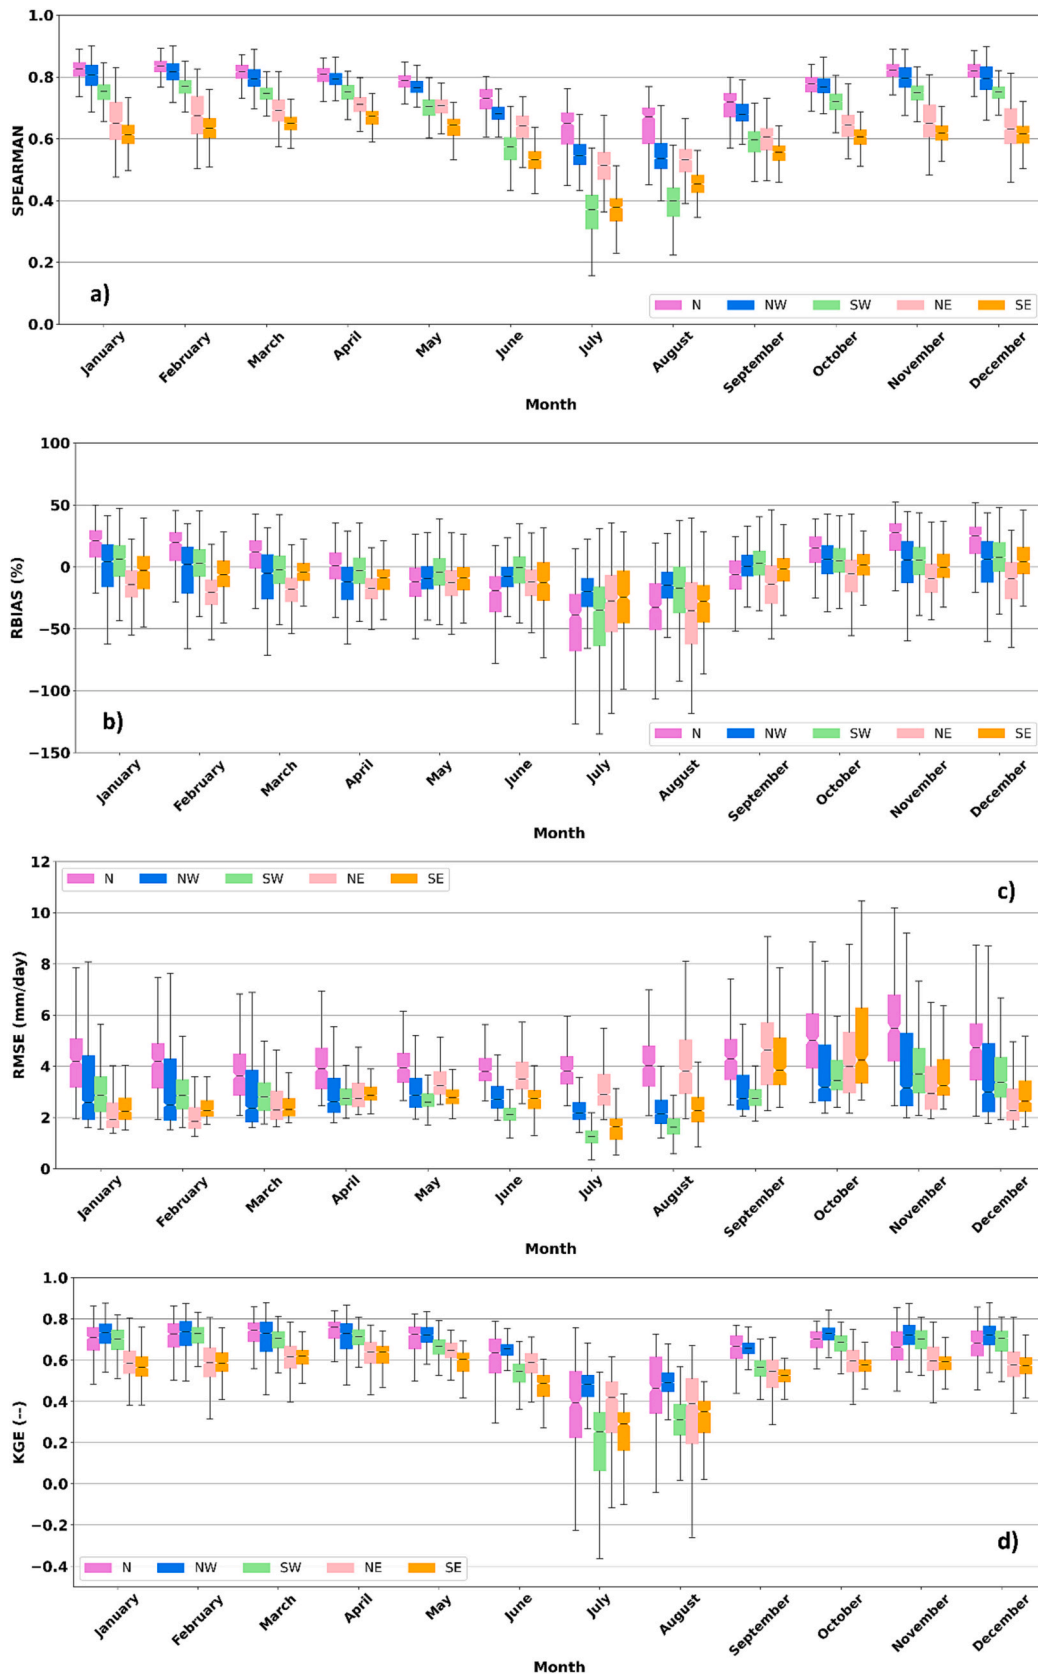 1.0
0.8
0.6
0.4
0.2
0.0
SPEARMAN
a)
N NW SW NE SE
January February March April May June July August September October November December
Month
100
50
0
−50
−100
−150
RBIAS (%)
b)
N NW SW NE SE
January February March April May June July August September October November December
Month
12
10
8
6
4
2
0
RMSE (mm/day)
N NW SW NE SE
c)
January February March April May June July August September October November December
Month
1.0
0.8
0.6
0.4
0.2
0.0
−0.2
−0.4
KGE (--)
d)
N NW SW NE SE
January February March April May June July August September October November December
Month